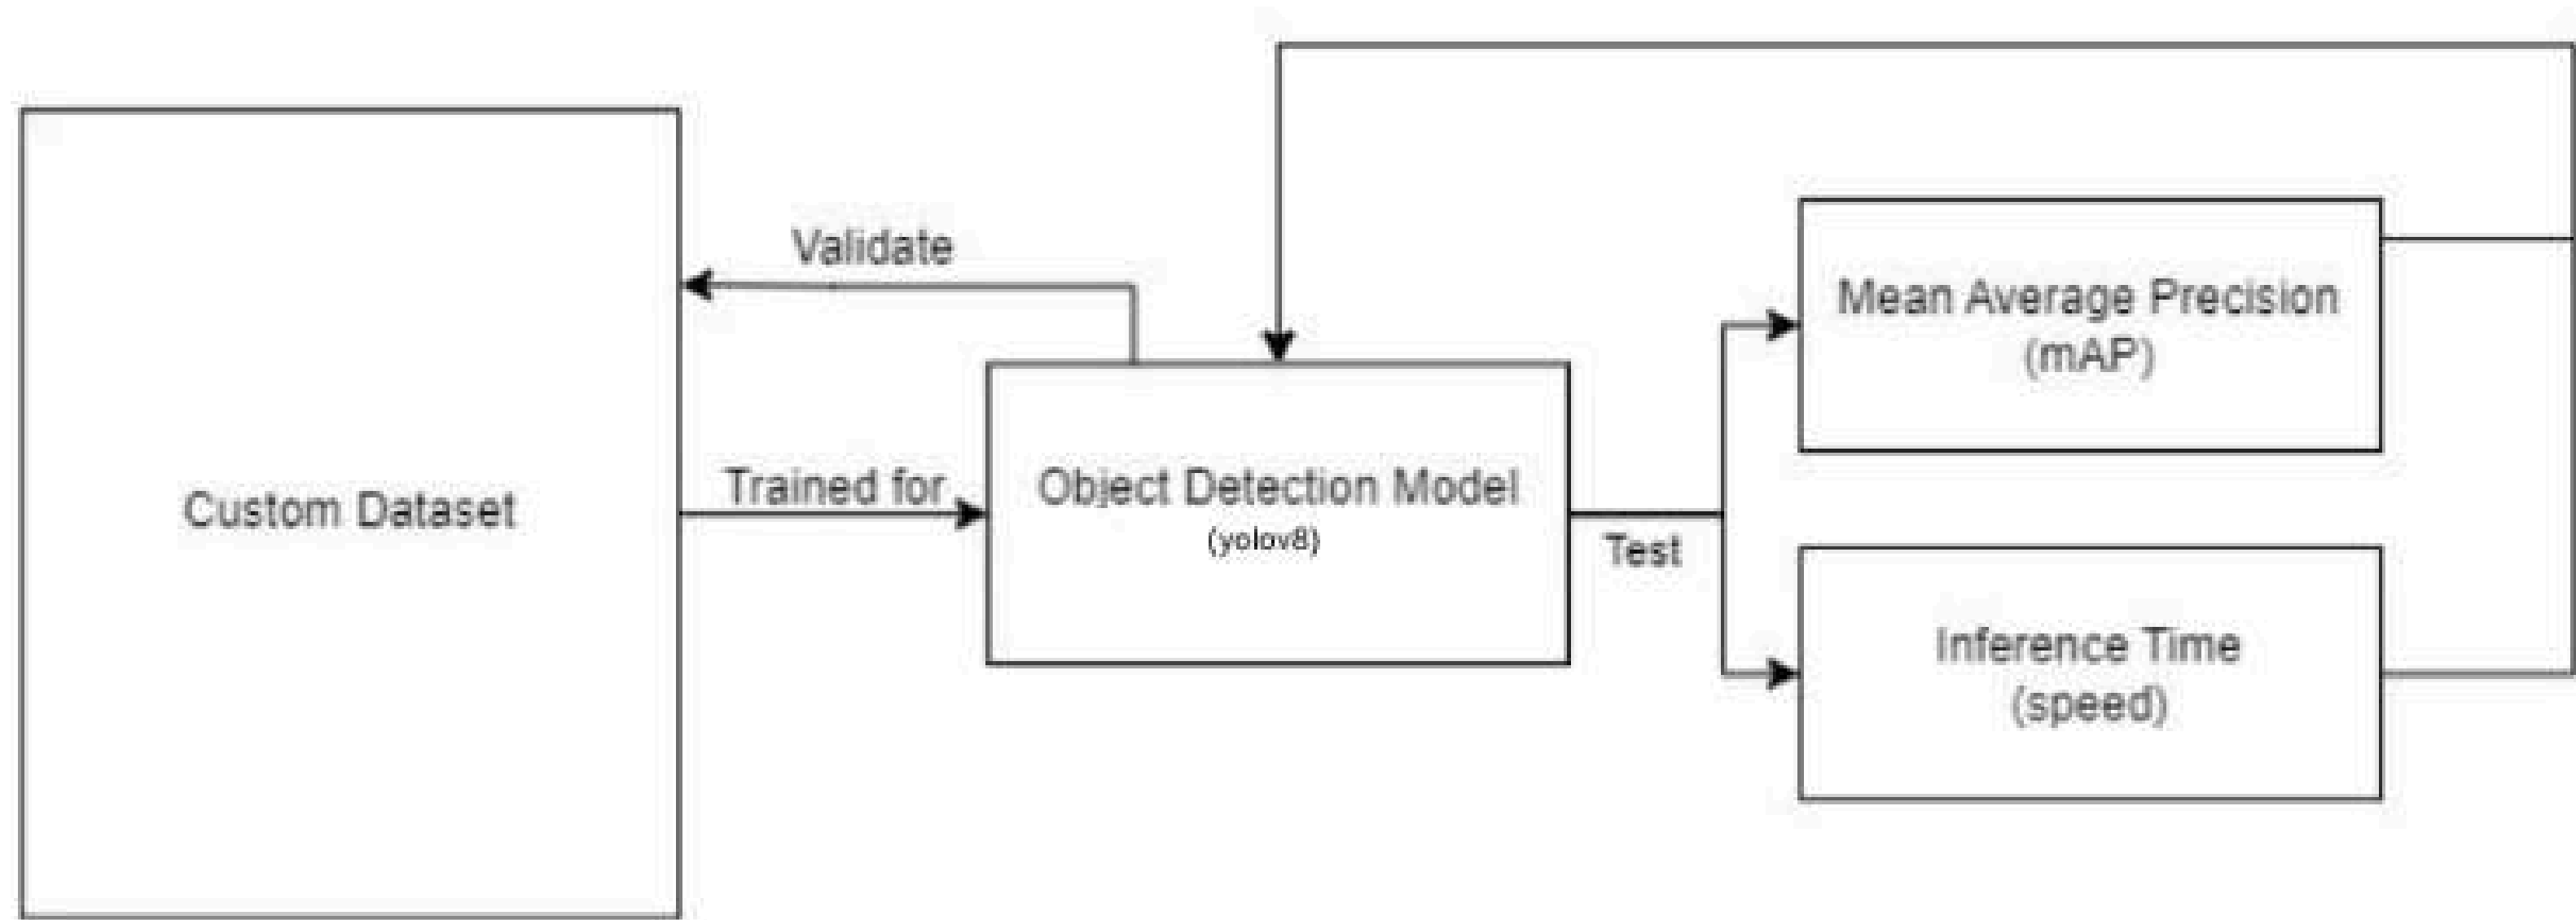 Validate
Trained for
Custom Dataset
Object Detection Model
(yolov8)
Test
Mean Average Precision
(mAP)
Inference Time
(speed)